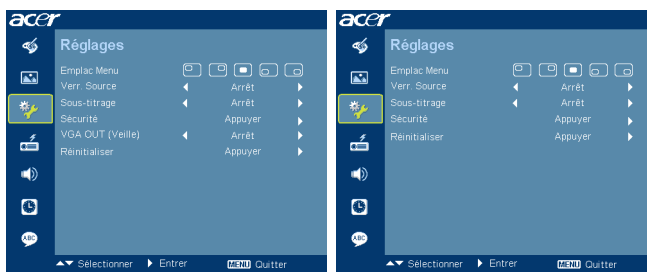 acer
Réglages
Emplac Menu
Verr. Source Arrêt
Sous-titrage Arrêt
Sécurité Appuyer
VGA OUT (Veille) Arrêt
Réinitialiser Appuyer
ABC
Sélectionner Entrer MENU Quitter
acer
Réglages
Emplac Menu
Verr. Source Arrêt
Sous-titrage Arrêt
Sécurité Appuyer
Réinitialiser Appuyer
ABC
Sélectionner Entrer MENU Quitter